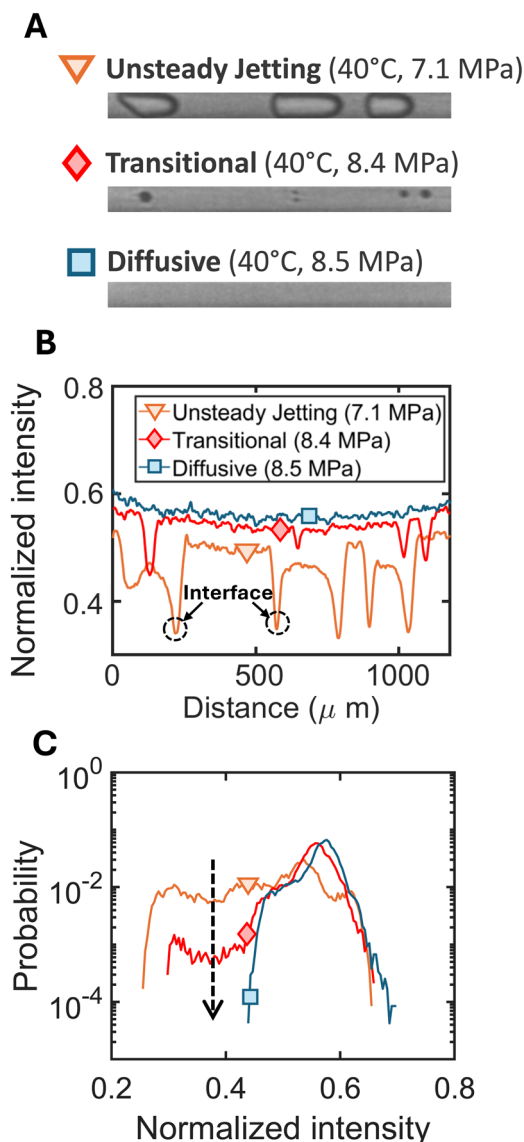 A
Unsteady Jetting (40°C, 7.1 MPa)
Transitional (40°C, 8.4 MPa)
Diffusive (40°C, 8.5 MPa)
B
Normalized intensity
0.8
0.6
0.4
Unsteady Jetting (7.1 MPa)
Transitional (8.4 MPa)
Diffusive (8.5 MPa)
Interface
0 500 1000
Distance (μ m)
C
Probability
10^0
10^-2
10^-4
0.2 0.4 0.6 0.8
Normalized intensity